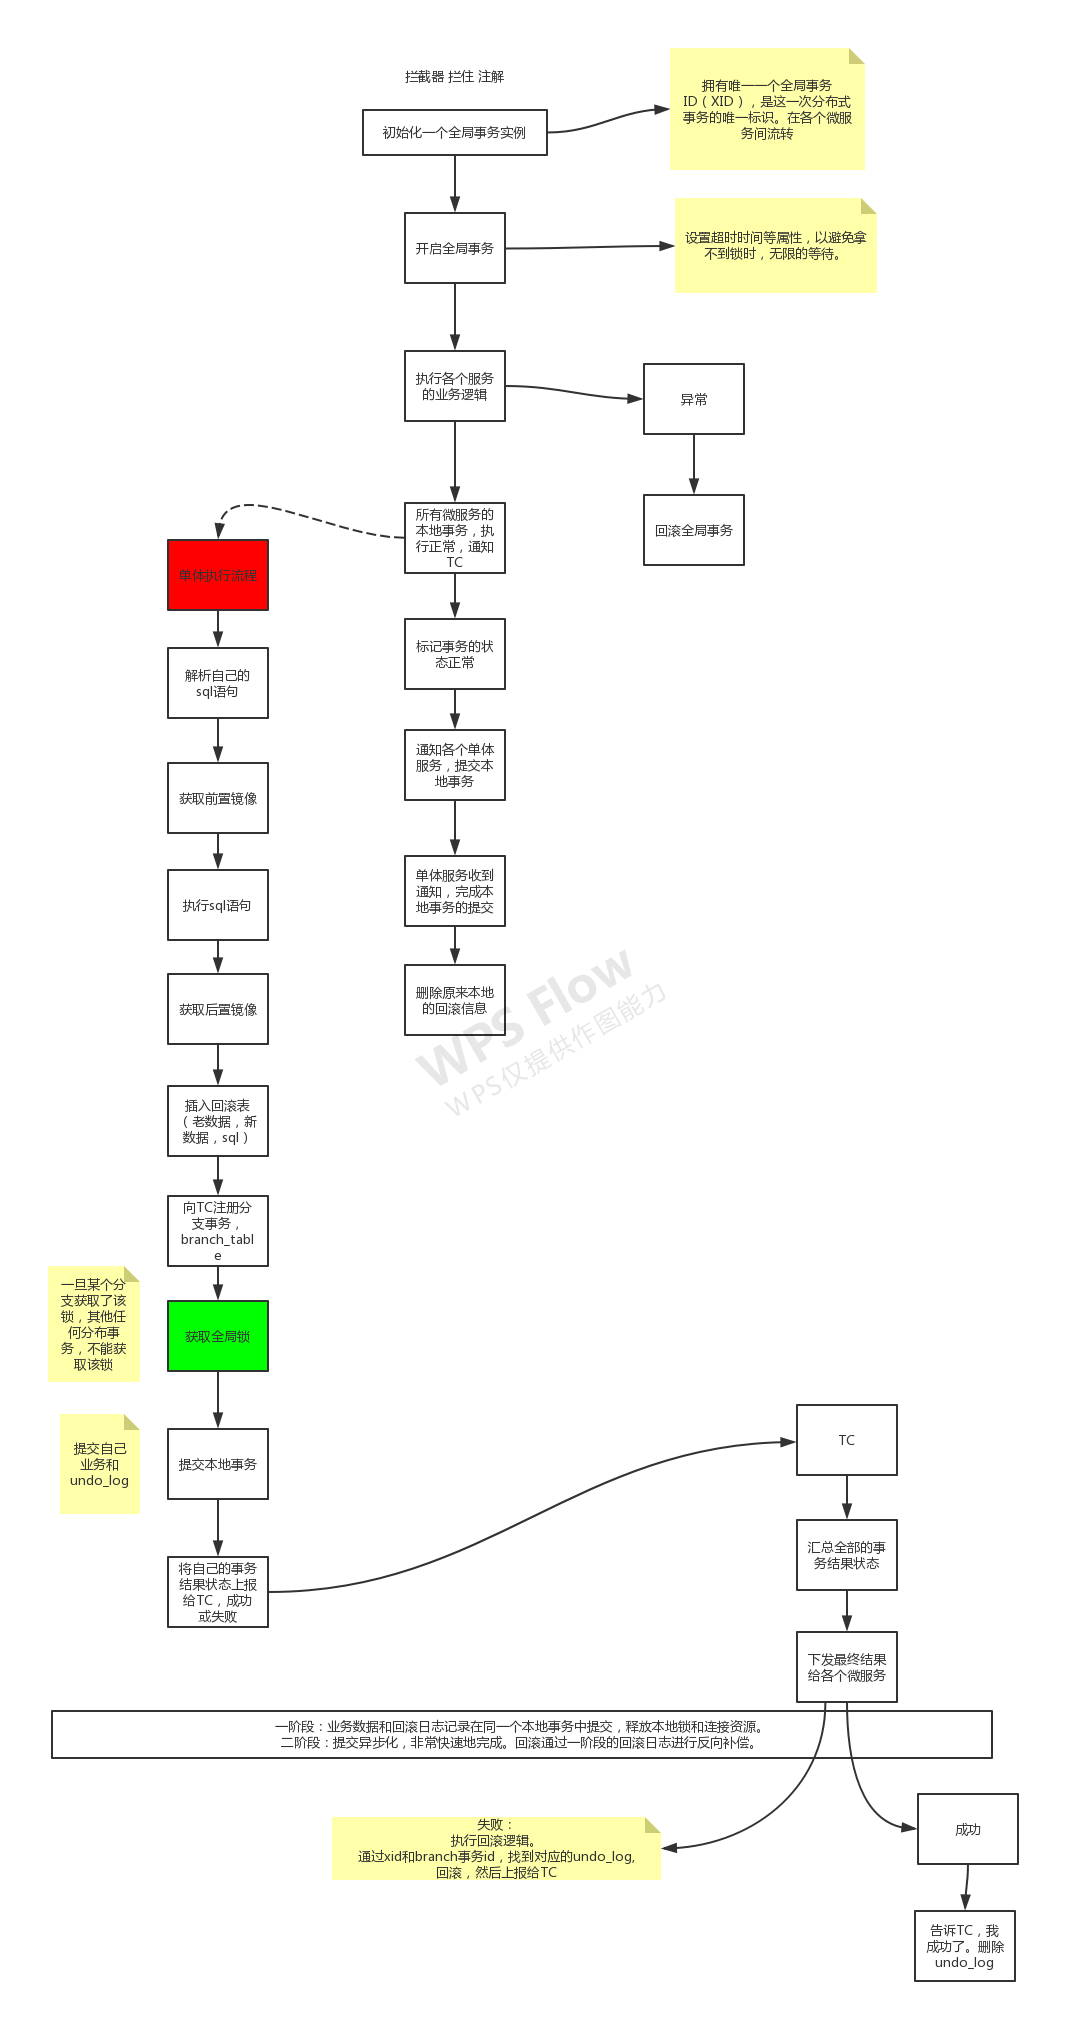 拦截器 拦住 注解
初始化一个全局事务实例
拥有唯一一个全局事务
ID（XID），是这一次分布式
事务的唯一标识。在各个微服
务间流转
开启全局事务
设置超时时间等属性，以避免拿
不到锁时，无限的等待。
执行各个服务
的业务逻辑
异常
回滚全局事务
所有微服务的
本地事务，执
行正常，通知
TC
标记事务的状
态正常
通知各个单体
服务，提交本
地事务
单体服务收到
通知，完成本
地事务的提交
删除原来本地
的回滚信息
单体执行流程
解析自己的
sql语句
获取前置镜像
执行sql语句
获取后置镜像
插入回滚表
（老数据，新
数据，sql）
向TC注册分
支事务，
branch_tabl
e
一旦某个分
支获取了该
锁，其他任
何分布事
务，不能获
取该锁
获取全局锁
提交自己
业务和
undo_log
提交本地事务
将自己的事务
结果状态上报
给TC，成功
或失败
TC
汇总全部的事
务结果状态
下发最终结果
给各个微服务
一阶段：业务数据和回滚日志记录在同一个本地事务中提交，释放本地锁和连接资源。
二阶段：提交异步化，非常快速地完成。回滚通过一阶段的回滚日志进行反向补偿。
失败：
执行回滚逻辑。
通过xid和branch事务id，找到对应的undo_log,
回滚，然后上报给TC
成功
告诉TC，我
成功了。删除
undo_log
WPS Flow
WPS仅提供作图能力